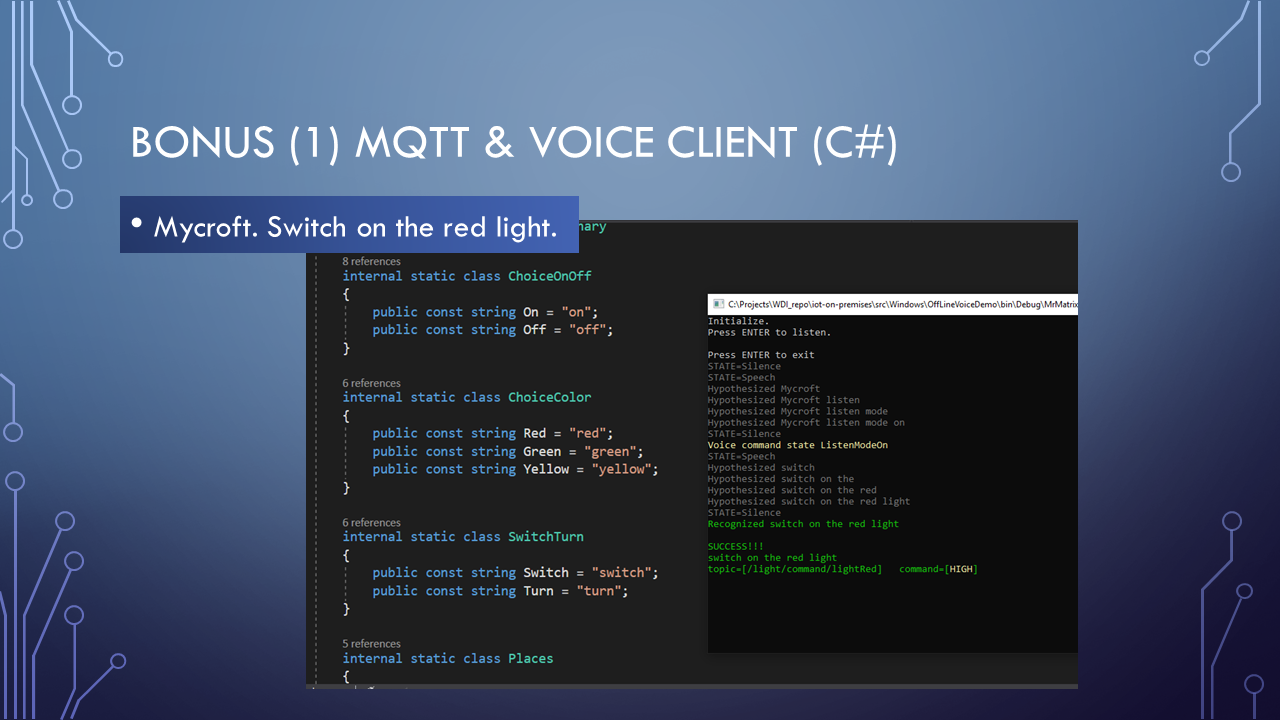 BONUS (1) MQTT & VOICE CLIENT (C#)
• Mycroft. Switch on the red light.
8 references
internal static class ChoiceOnOff
{
public const string On = "on";
public const string Off = "off";
}
6 references
internal static class ChoiceColor
{
public const string Red = "red";
public const string Green = "green";
public const string Yellow = "yellow";
}
6 references
internal static class SwitchTurn
{
public const string Switch = "switch";
public const string Turn = "turn";
}
5 references
internal static class Places
{
C:\Projects\WDI_repo\iot-on-premises\src\Windows\OffLineVoiceDemo\bin\Debug\MrMatrix
Initialize.
Press ENTER to listen.
Press ENTER to exit
STATE=Silence
STATE=Speech
Hypothesized Mycroft
Hypothesized Mycroft listen
Hypothesized Mycroft listen mode
Hypothesized Mycroft listen mode on
STATE=Silence
Voice command state ListenModeOn
STATE=Speech
Hypothesized switch
Hypothesized switch on the
Hypothesized switch on the red
Hypothesized switch on the red light
STATE=Silence
Recognized switch on the red light
SUCCESS!!!
switch on the red light
topic=[/light/command/lightRed] command=[HIGH]